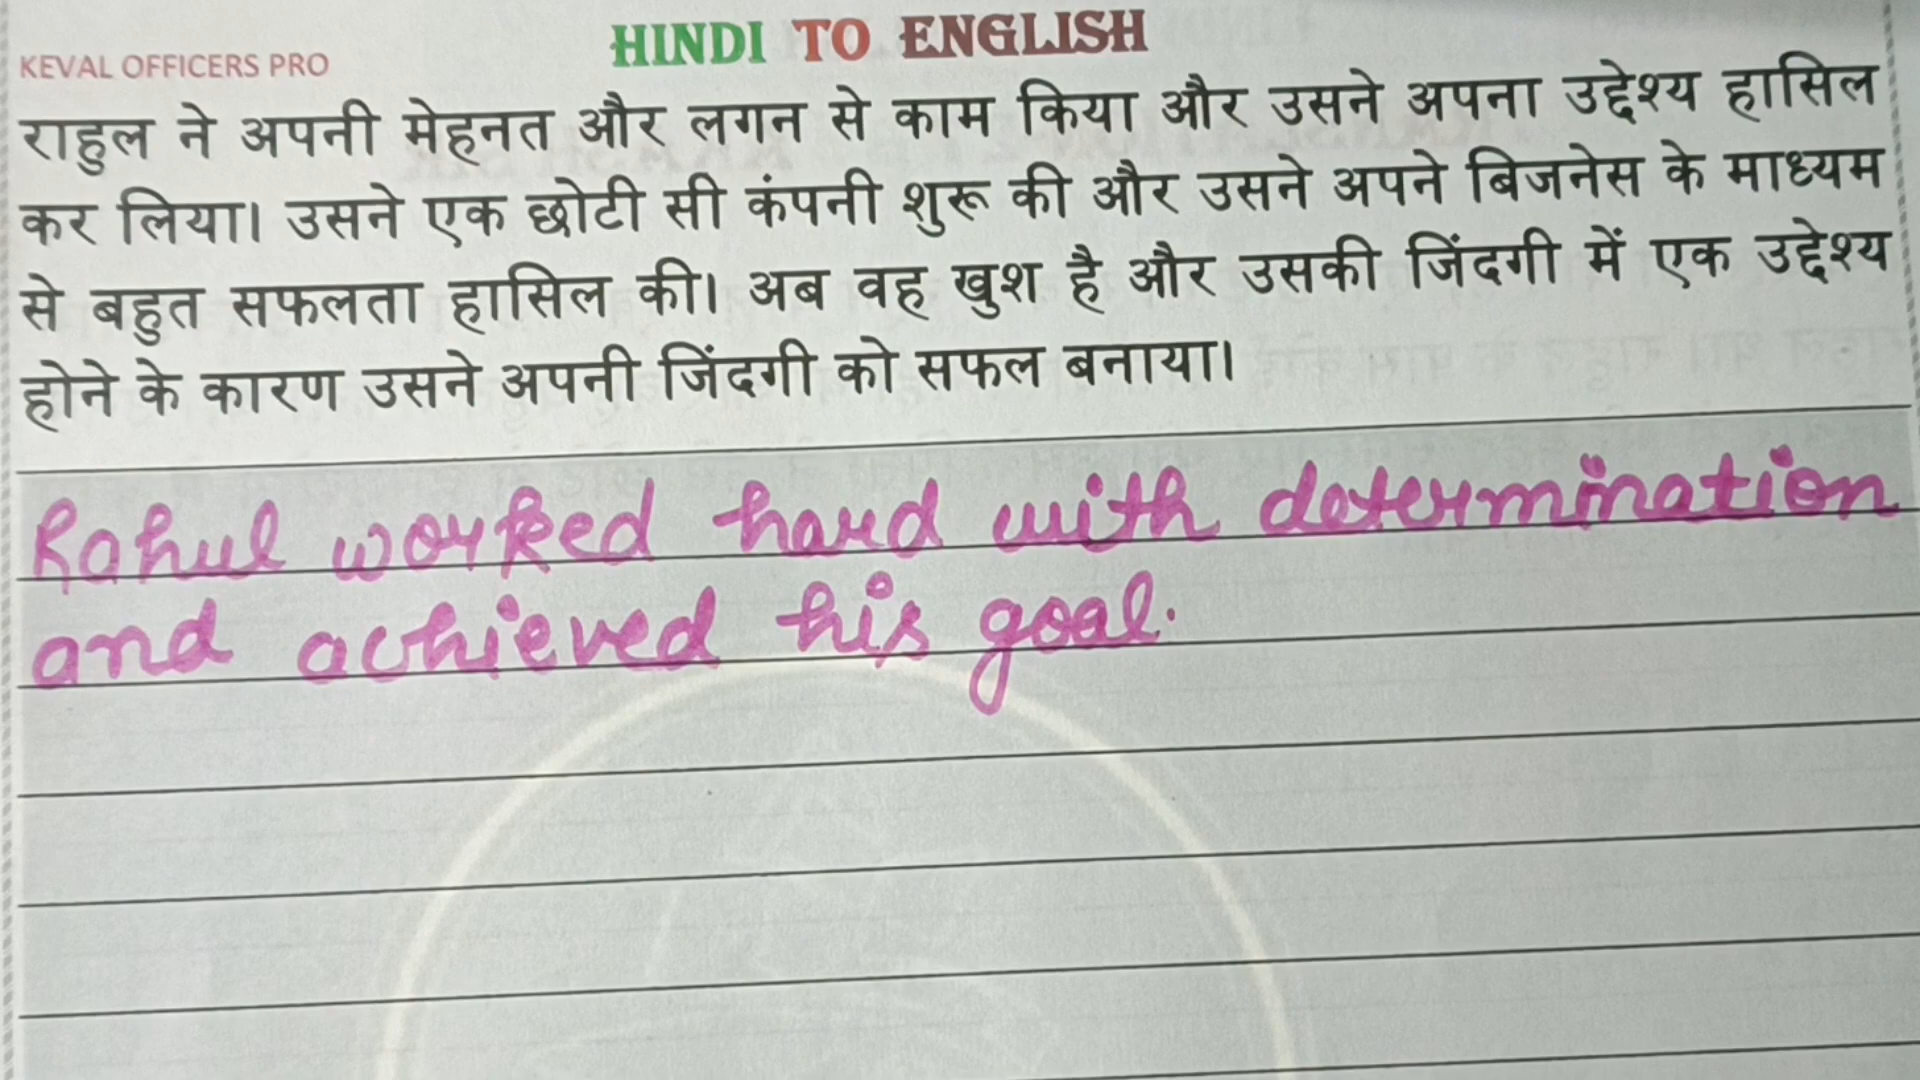 HINDI TO ENGLISH
KEVAL OFFICERS PRO
राहुल ने अपनी मेहनत और लगन से काम किया और उसने अपना उद्देश्य हासिल
कर लिया। उसने एक छोटी सी कंपनी शुरू की और उसने अपने बिजनेस के माध्यम
से बहुत सफलता हासिल की। अब वह खुश है और उसकी जिंदगी में एक उद्देश्य
होने के कारण उसने अपनी जिंदगी को सफल बनाया।
Rahul worked hard with determination
and achieved his goal.